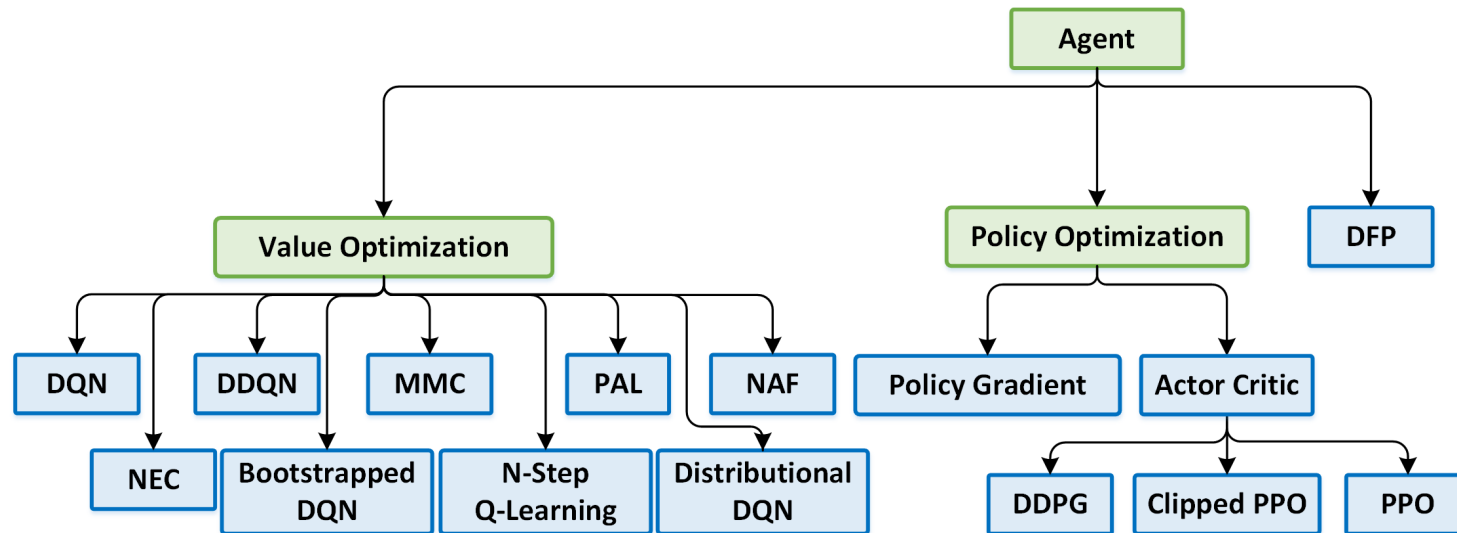 Agent
Value Optimization
Policy Optimization
DFP
DQN
DDQN
MMC
PAL
NAF
Policy Gradient
Actor Critic
NEC
Bootstrapped
DQN
N-Step
Q-Learning
Distributional
DQN
DDPG
Clipped PPO
PPO